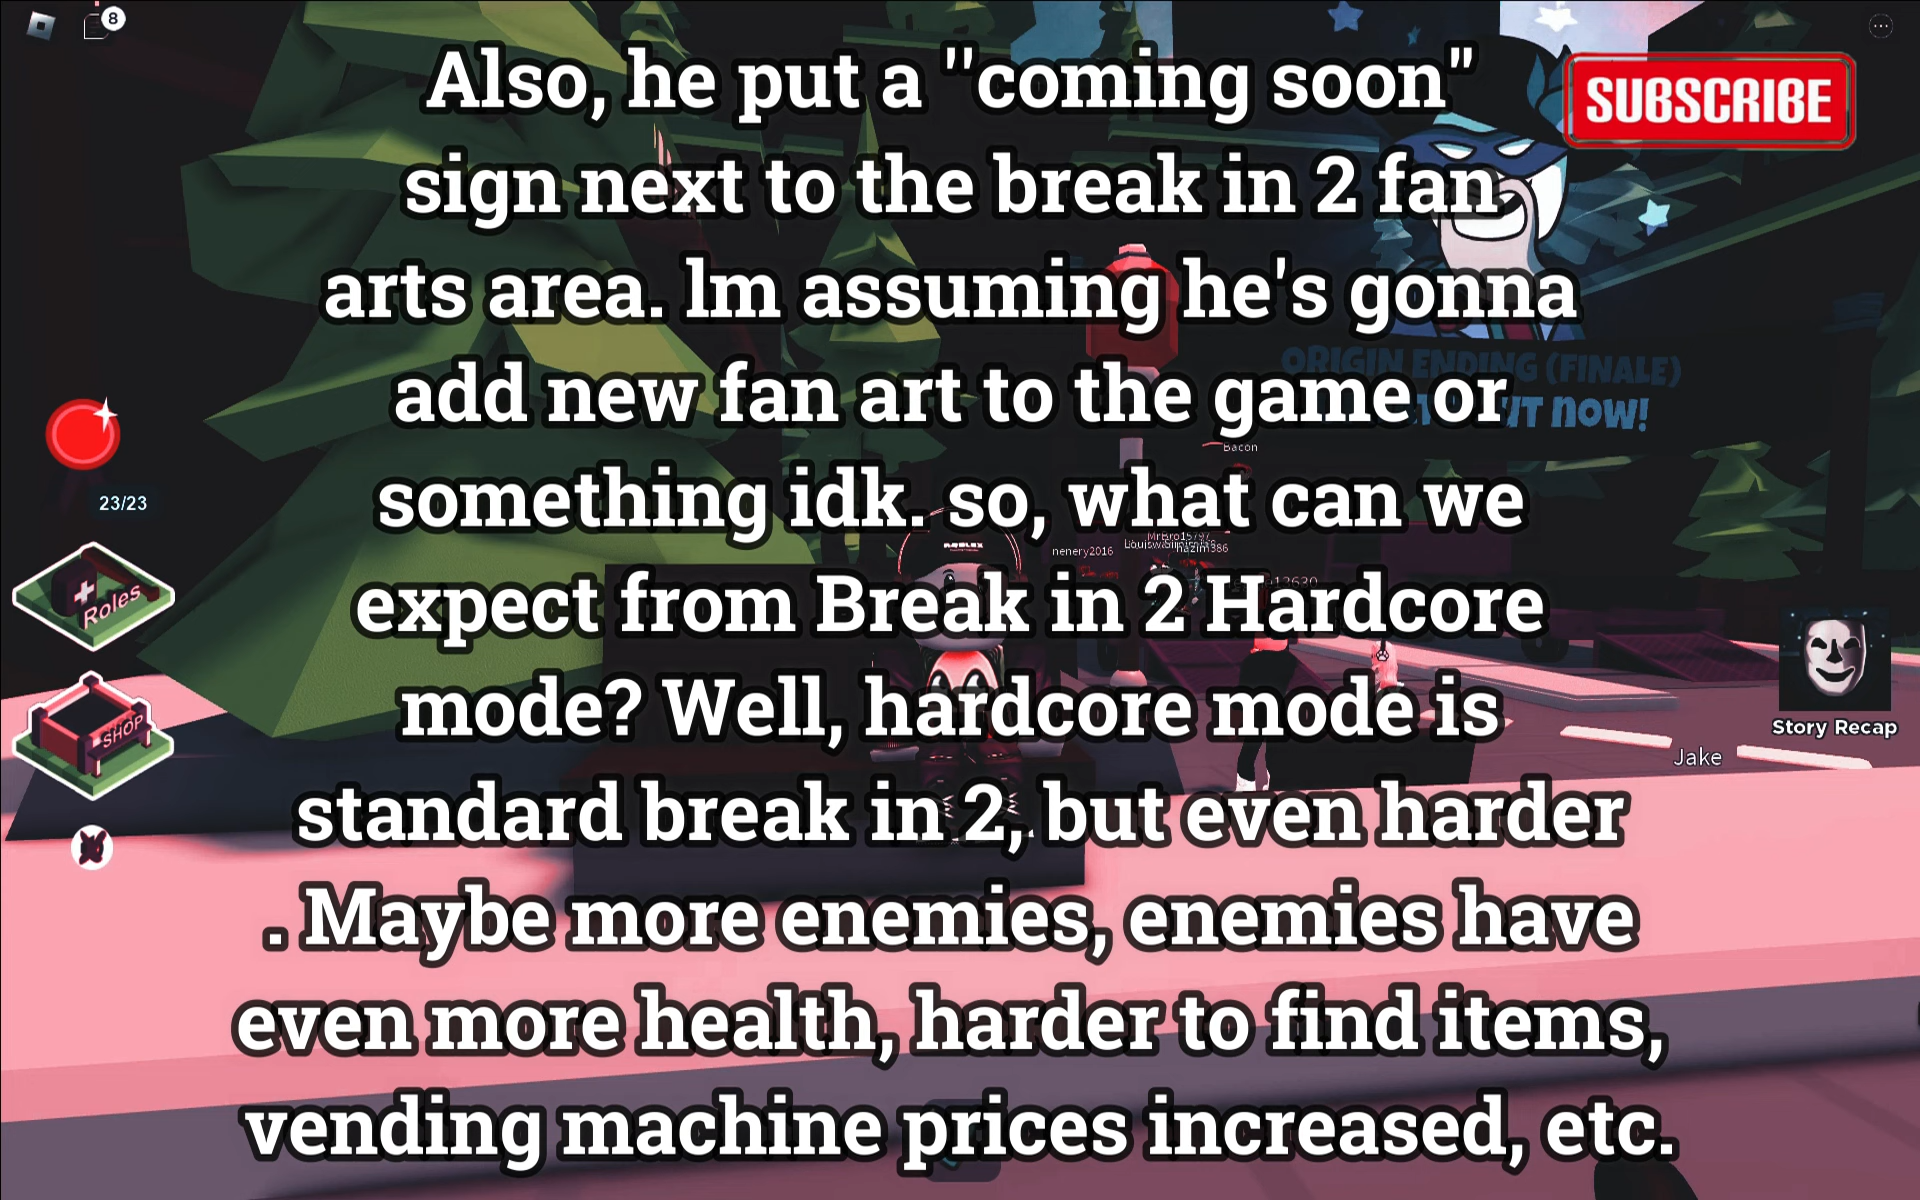 8
Also, he put a "coming soon"
SUBSCRIBE
sign next to the break in 2 fan
arts area. Im assuming he's gonna
ORIGIN ENDING (FINALE)
add new fan art to the game or
NOW!
Bacon
something idk. so, what can we
23/23
ROBLOX
nenery2016
MrBro15797
hazim386
expect from Break in 2 Hardcore
Roles
mode? Well, hardcore mode is
SHOP
Story Recap
Jake
standard break in 2, but even harder
. Maybe more enemies, enemies have
even more health, harder to find items,
vending machine prices increased, etc.